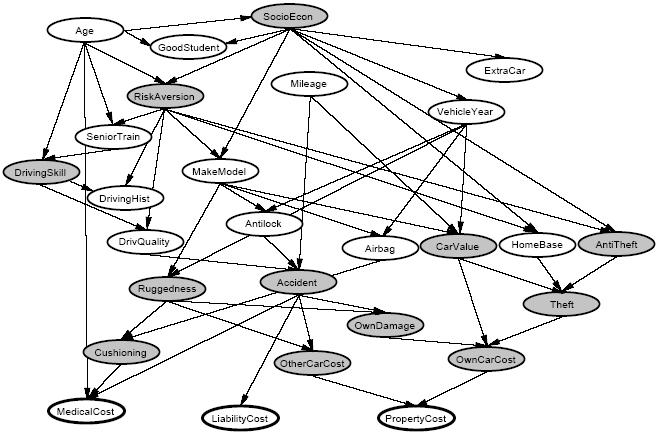 SocioEcon
Age
GoodStudent
ExtraCar
Mileage
RiskAversion
VehicleYear
SeniorTrain
DrivingSkill
MakeModel
DrivingHist
Antilock
DrivQuality
Airbag
CarValue
HomeBase
AntiTheft
Accident
Ruggedness
Theft
OwnDamage
Cushioning
OtherCarCost
OwnCarCost
MedicalCost
LiabilityCost
PropertyCost